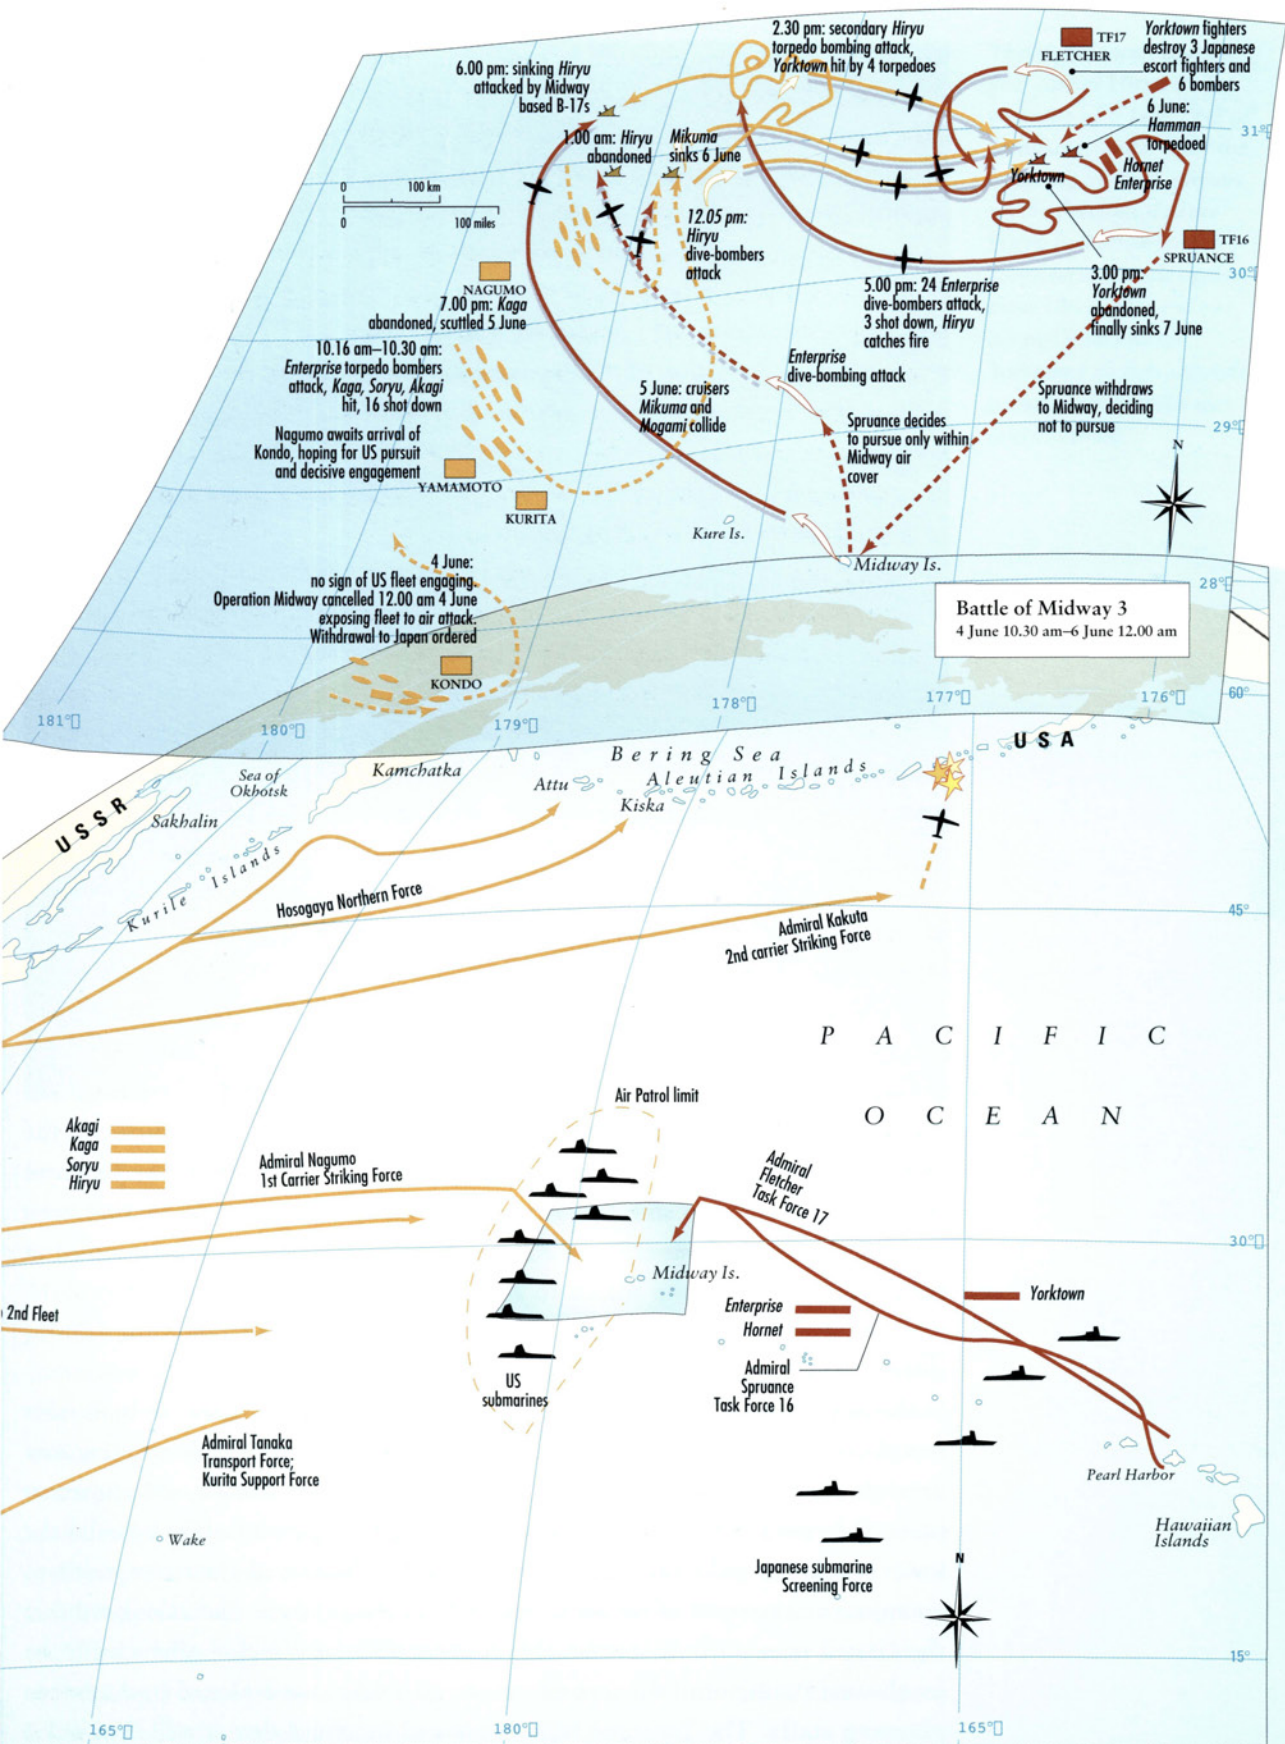 2.30 pm: secondary Hiryu
torpedo bombing attack,
Yorktown hit by 4 torpedoes
TF17
FLETCHER
Yorktown fighters
destroy 3 Japanese
escort fighters and
6 bombers
6.00 pm: sinking Hiryu
attacked by Midway
based B-17s
6 June:
Hamman
torpedoed
31°
1.00 am: Hiryu
abandoned
Mikuma
sinks 6 June
Hornet
Enterprise
Yorktown
0 100 km
0 100 miles
12.05 pm:
Hiryu
dive-bombers
attack
TF16
SPRUANCE
30°
NAGUMO
7.00 pm: Kaga
abandoned, scuttled 5 June
5.00 pm: 24 Enterprise
dive-bombers attack,
3 shot down, Hiryu
catches fire
3.00 pm:
Yorktown
abandoned,
finally sinks 7 June
10.16 am–10.30 am:
Enterprise torpedo bombers
attack, Kaga, Soryu, Akagi
hit, 16 shot down
Enterprise
dive-bombing attack
5 June: cruisers
Mikuma and
Mogami collide
Spruance withdraws
to Midway, deciding
not to pursue
Spruance decides
to pursue only within
Midway air
cover
29°
Nagumo awaits arrival of
Kondo, hoping for US pursuit
and decisive engagement
YAMAMOTO
KURITA
N
Kure Is.
Midway Is.
4 June:
no sign of US fleet engaging.
Operation Midway cancelled 12.00 am 4 June
exposing fleet to air attack.
Withdrawal to Japan ordered
KONDO
28°
Battle of Midway 3
4 June 10.30 am–6 June 12.00 am
181°
180°
179°
178°
177°
176°
60°
USA
Bering Sea
Aleutian Islands
Sea of
Okhotsk
Kamchatka
Attu
Kiska
USSR
Sakhalin
Kurile Islands
Hosogaya Northern Force
Admiral Kakuta
2nd carrier Striking Force
45°
PACIFIC
OCEAN
Air Patrol limit
Akagi
Kaga
Soryu
Hiryu
Admiral Nagumo
1st Carrier Striking Force
Admiral
Fletcher
Task Force 17
30°
Midway Is.
Yorktown
Enterprise
Hornet
2nd Fleet
Admiral
Spruance
Task Force 16
US
submarines
Admiral Tanaka
Transport Force;
Kurita Support Force
Pearl Harbor
Wake
Hawaiian
Islands
Japanese submarine
Screening Force
N
15°
165°
180°
165°